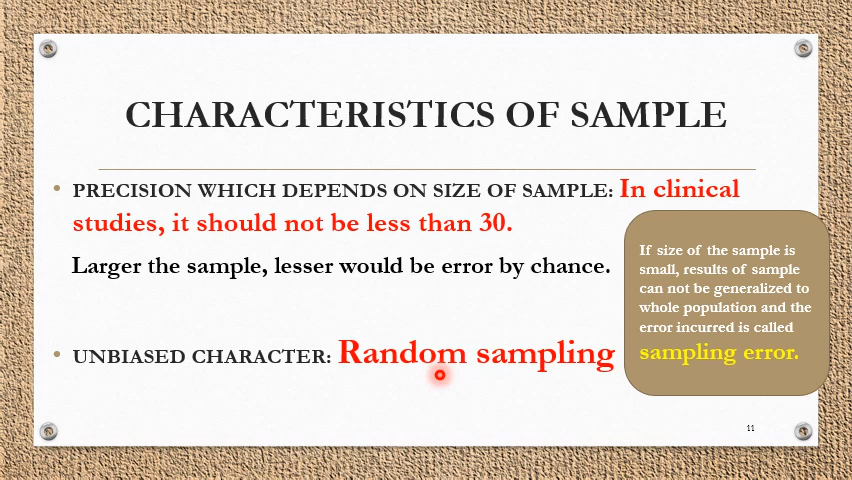 CHARACTERISTICS OF SAMPLE
• PRECISION WHICH DEPENDS ON SIZE OF SAMPLE: In clinical
studies, it should not be less than 30.
Larger the sample, lesser would be error by chance.
If size of the sample is
small, results of sample
can not be generalized to
whole population and the
error incurred is called
sampling error.
• UNBIASED CHARACTER: Random sampling
11